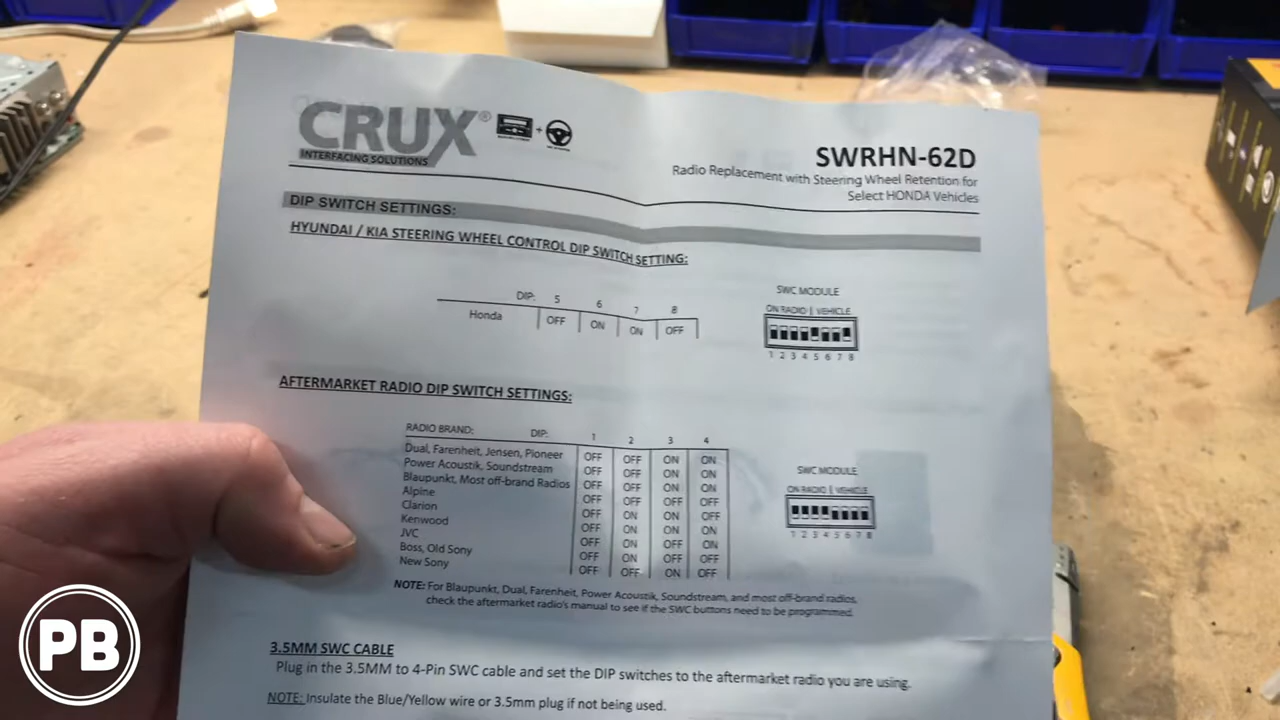 CRUX®
INTERFACING SOLUTIONS
SWRHN-62D
Radio Replacement with Steering Wheel Retention for
Select HONDA Vehicles
DIP SWITCH SETTINGS:
HYUNDAI / KIA STEERING WHEEL CONTROL DIP SWITCH SETTING:
DIP: 5 6 7 8
Honda OFF ON ON OFF
SWC MODULE
ON RADIO | VEHICLE
1 2 3 4 5 6 7 8
AFTERMARKET RADIO DIP SWITCH SETTINGS:
RADIO BRAND: DIP: 1 2 3 4
Dual, Farenheit, Jensen, Pioneer OFF OFF ON ON
Power Acoustik, Soundstream OFF OFF ON ON
Blaupunkt, Most off-brand Radios OFF OFF ON ON
Alpine OFF ON OFF OFF
Clarion OFF ON ON OFF
Kenwood OFF ON ON ON
JVC OFF ON OFF ON
Boss, Old Sony OFF ON OFF OFF
New Sony OFF OFF ON OFF
SWC MODULE
ON RADIO | VEHICLE
1 2 3 4 5 6 7 8
NOTE: For Blaupunkt, Dual, Farenheit, Power Acoustik, Soundstream, and most off-brand radios,
check the aftermarket radio's manual to see if the SWC buttons need to be programmed.
3.5MM SWC CABLE
Plug in the 3.5MM to 4-Pin SWC cable and set the DIP switches to the aftermarket radio you are using.
NOTE: Insulate the Blue/Yellow wire or 3.5mm plug if not being used.
PB